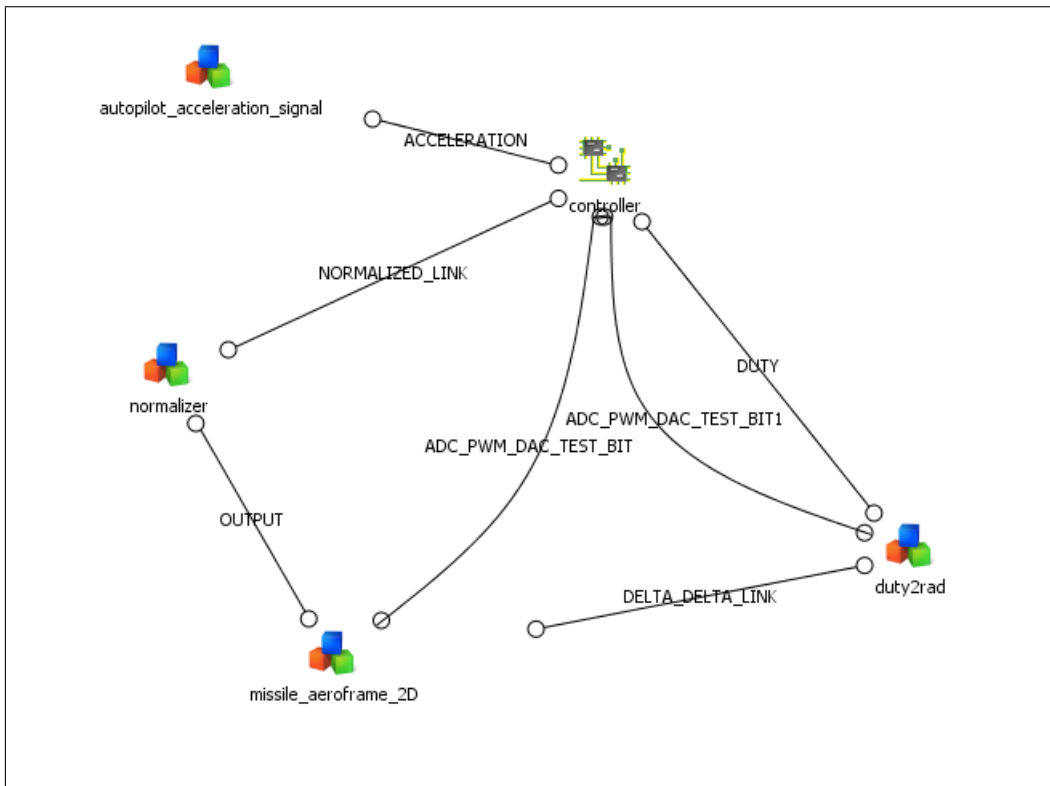 autopilot_acceleration_signal
ACCELERATION
controller
NORMALIZED_LINK
DUTY
normalizer
ADC_PWM_DAC_TEST_BIT1
ADC_PWM_DAC_TEST_BIT
OUTPUT
duty2rad
DELTA_DELTA_LINK
missile_aeroframe_2D